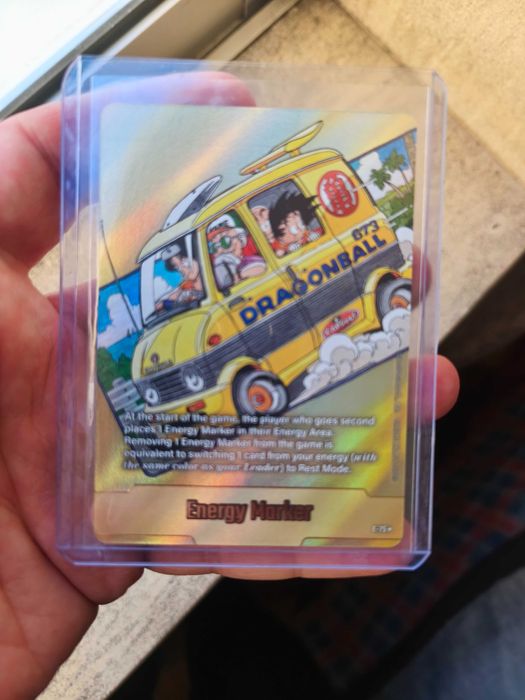 673
DRAGONBALL
At the start of the game, the player who goes second
places 1 Energy Marker in their Energy Area.
Removing 1 Energy Marker from the game is
equivalent to switching 1 card from your energy (with
the same color as your Leader) to Rest Mode.
Energy Marker